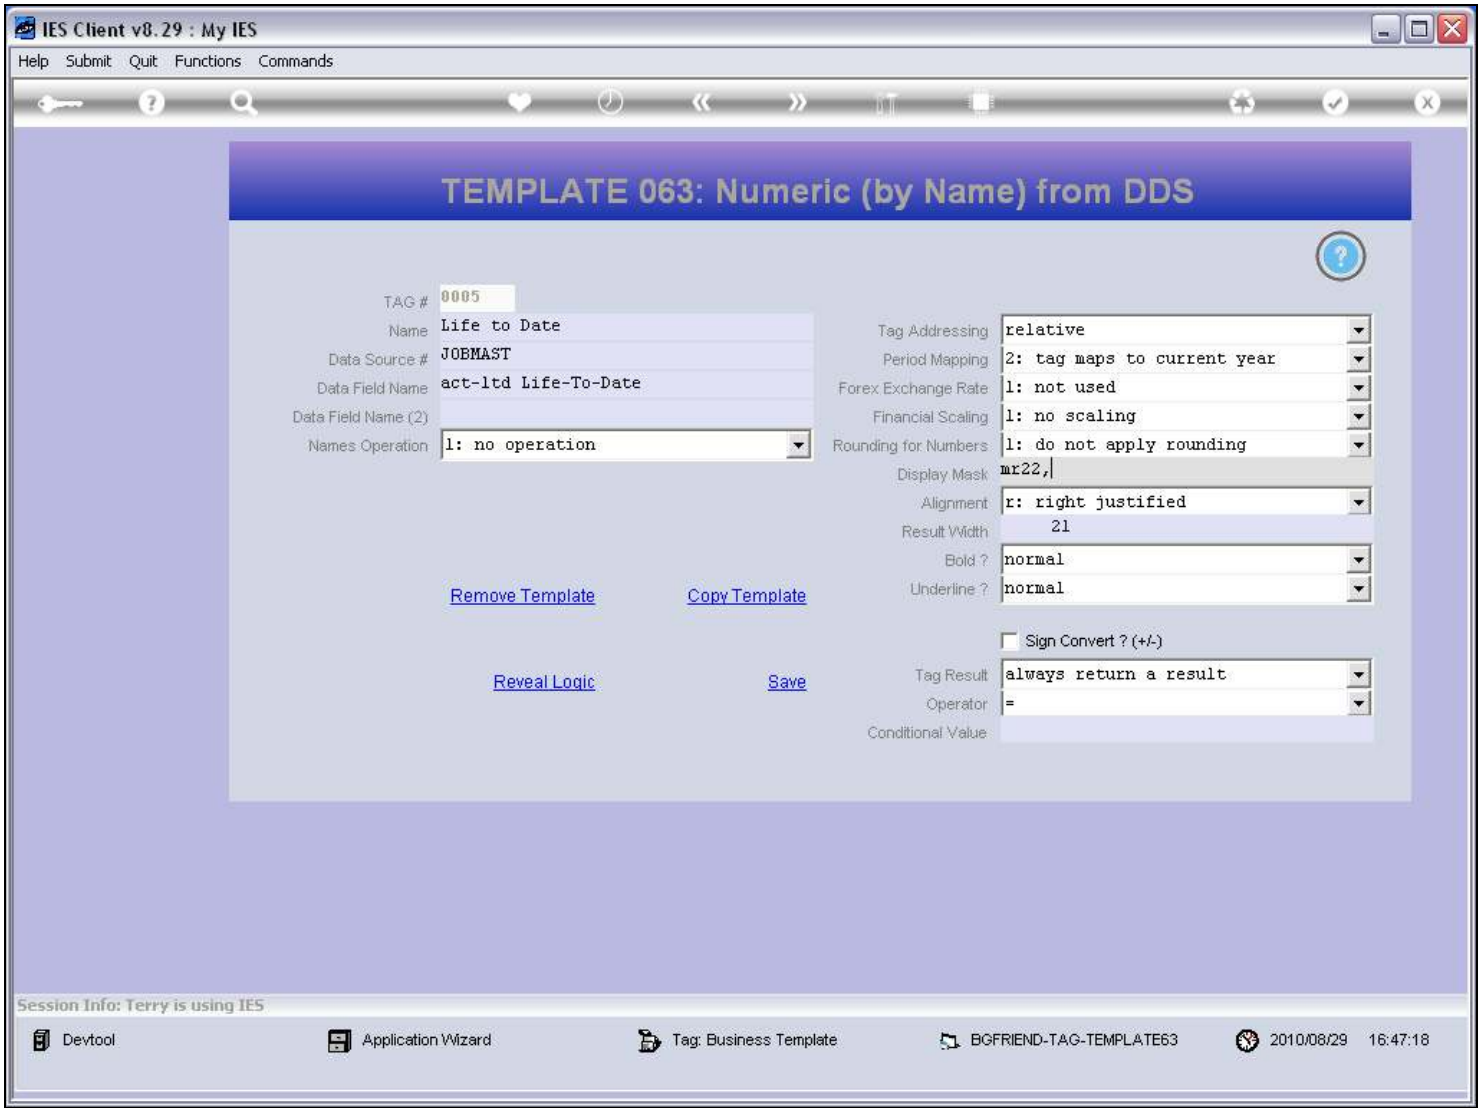 IES Client v8.29 : My IES
Help Submit Quit Functions Commands
TEMPLATE 063: Numeric (by Name) from DDS
TAG # 0005
Name Life to Date
Data Source # JOBMAST
Data Field Name act-ltd Life-To-Date
Data Field Name (2)
Names Operation 1: no operation
Remove Template Copy Template
Reveal Logic Save
Tag Addressing relative
Period Mapping 2: tag maps to current year
Forex Exchange Rate 1: not used
Financial Scaling 1: no scaling
Rounding for Numbers 1: do not apply rounding
Display Mask mr22,
Alignment r: right justified
Result Width 21
Bold ? normal
Underline ? normal
Sign Convert ? (+/-)
Tag Result always return a result
Operator =
Conditional Value
Session Info: Terry is using IES
Devtool Application Wizard Tag: Business Template BGFRIEND-TAG-TEMPLATE63 2010/08/29 16:47:18